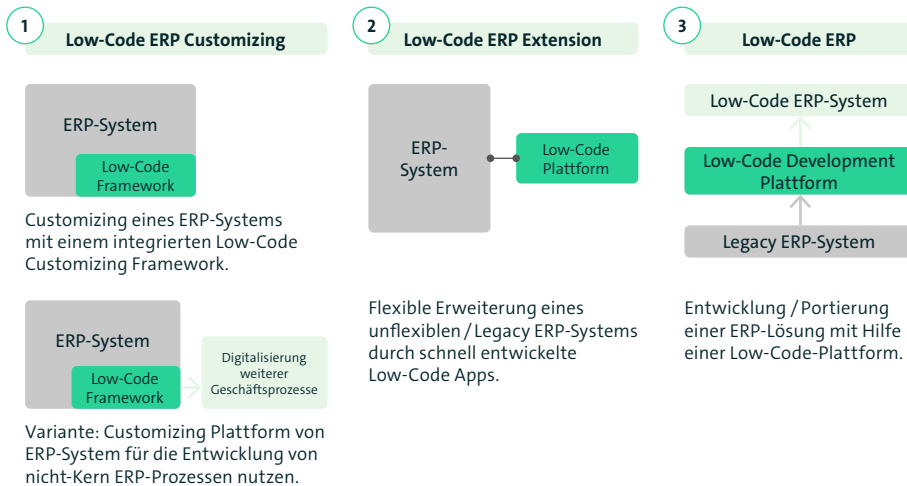 1
Low-Code ERP Customizing
ERP-System
Low-Code
Framework
Customizing eines ERP-Systems
mit einem integrierten Low-Code
Customizing Framework.
ERP-System
Low-Code
Framework
Digitalisierung
weiterer
Geschäftsprozesse
Variante: Customizing Plattform von
ERP-System für die Entwicklung von
nicht-Kern ERP-Prozessen nutzen.
2
Low-Code ERP Extension
ERP-
System
Low-Code
Plattform
Flexible Erweiterung eines
unflexiblen / Legacy ERP-Systems
durch schnell entwickelte
Low-Code Apps.
3
Low-Code ERP
Low-Code ERP-System
Low-Code Development
Plattform
Legacy ERP-System
Entwicklung / Portierung
einer ERP-Lösung mit Hilfe
einer Low-Code-Plattform.